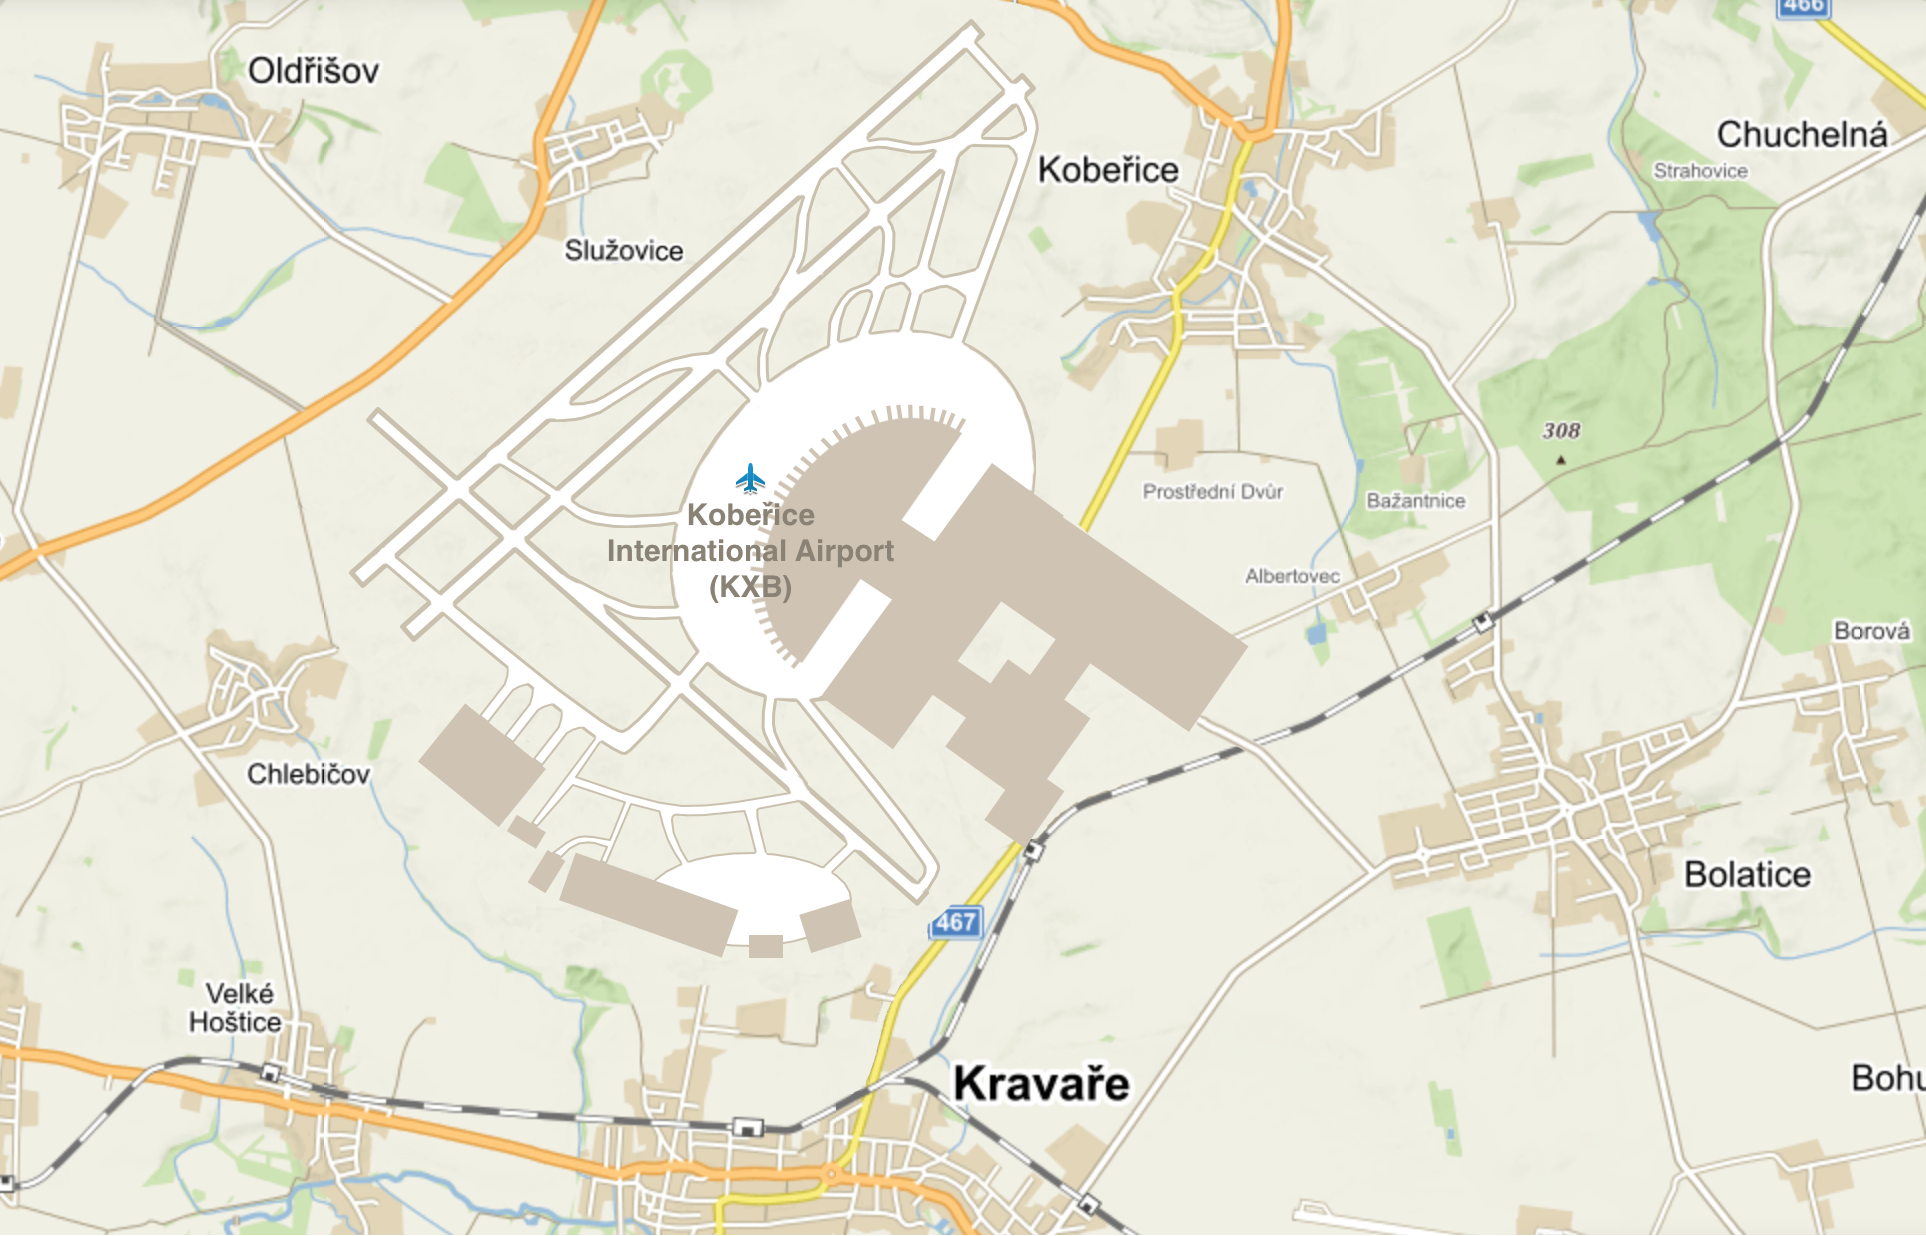 466
Oldřišov
Chuchelná
Kobeřice
Strahovice
Služovice
308
Prostřední Dvůr
Bažantnice
Kobeřice
International Airport
(KXB)
Albertovec
Borová
Chlebičov
Bolatice
467
Velké
Hoštice
Kravaře
Bohu